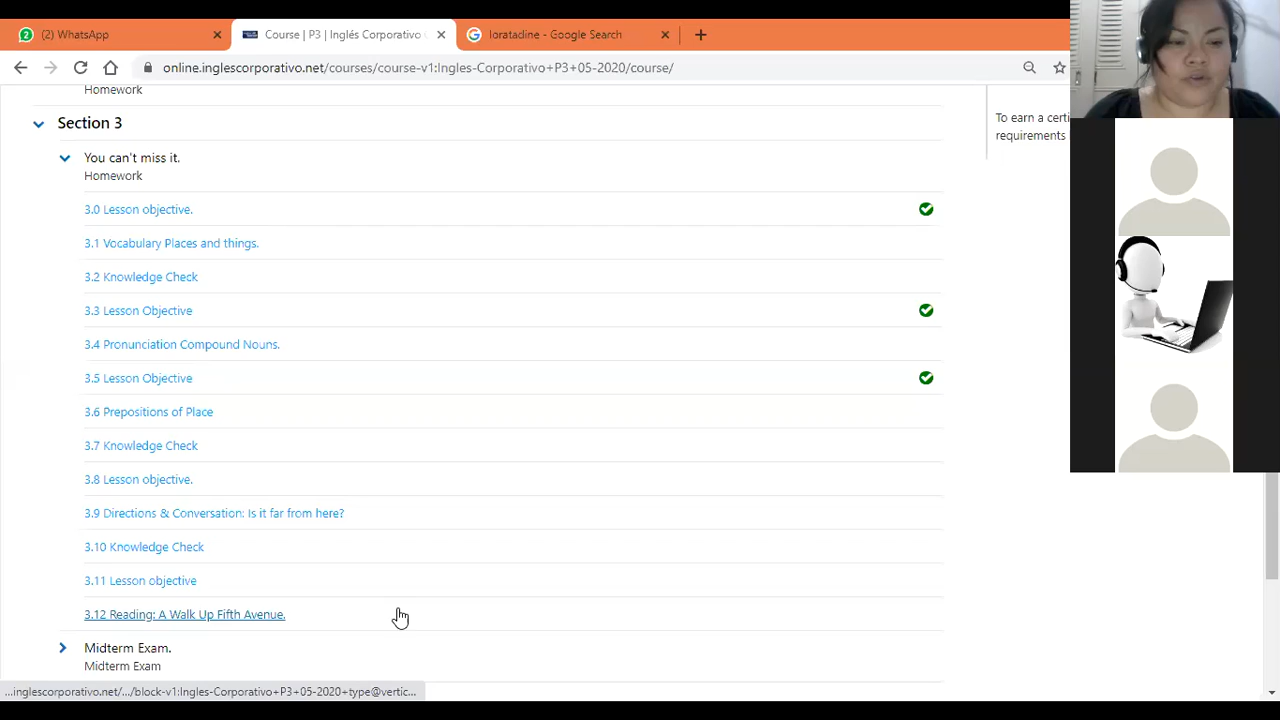 2 (2) WhatsApp
Course | P3 | Inglés Corpora
loratadine - Google Search
online.inglescorporativo.net/courses/course-v1:Ingles-Corporativo+P3+05-2020/course/
Homework
Section 3
To earn a certi
requirements
You can't miss it.
Homework
3.0 Lesson objective.
3.1 Vocabulary Places and things.
3.2 Knowledge Check
3.3 Lesson Objective
3.4 Pronunciation Compound Nouns.
3.5 Lesson Objective
3.6 Prepositions of Place
3.7 Knowledge Check
3.8 Lesson objective.
3.9 Directions & Conversation: Is it far from here?
3.10 Knowledge Check
3.11 Lesson objective
3.12 Reading: A Walk Up Fifth Avenue.
Midterm Exam.
Midterm Exam
...inglescorporativo.net/.../block-v1:Ingles-Corporativo+P3+05-2020+type@vertic...